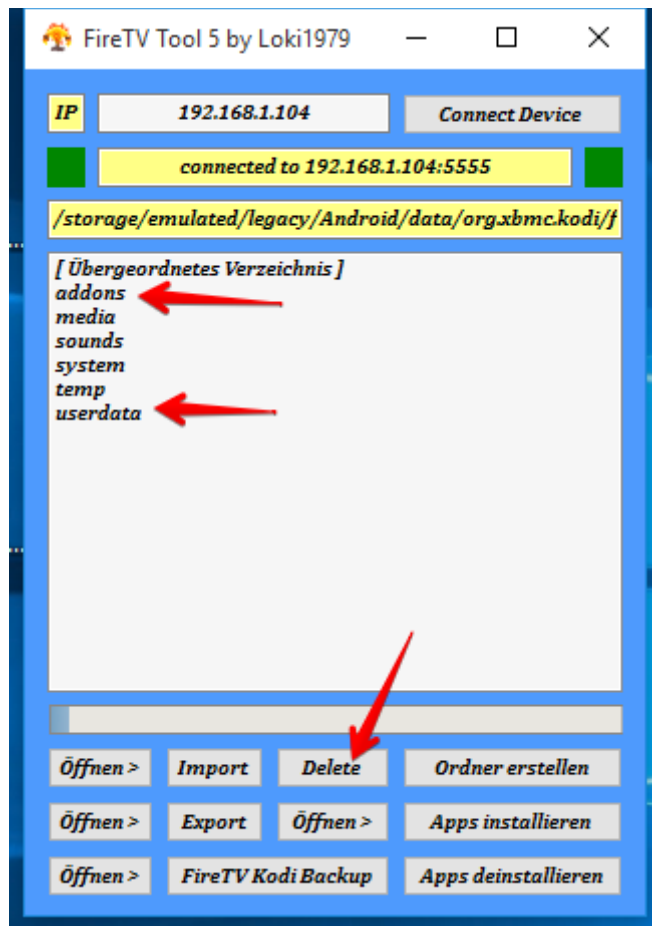 FireTV Tool 5 by Loki1979
IP 192.168.1.104 Connect Device
connected to 192.168.1.104:5555
/storage/emulated/legacy/Android/data/org.xbmc.kodi/f
[ Übergeordnetes Verzeichnis ]
addons
media
sounds
system
temp
userdata
Öffnen > Import Delete Ordner erstellen
Öffnen > Export Öffnen > Apps installieren
Öffnen > FireTV Kodi Backup Apps deinstallieren